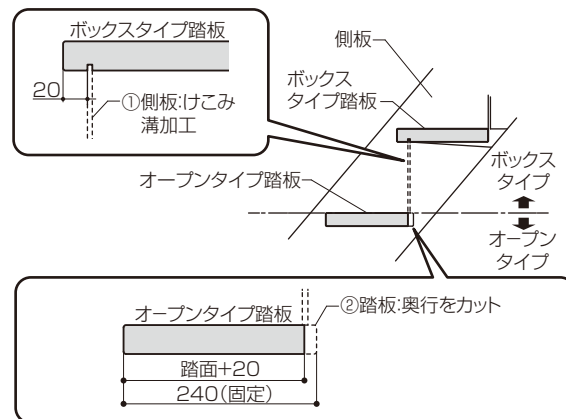 ボックスタイプ踏板
20
①側板:けこみ
溝加工
側板
ボックス
タイプ踏板
オープンタイプ踏板
ボックス
タイプ
オープン
タイプ
オープンタイプ踏板
②踏板:奥行をカット
踏面+20
240(固定)